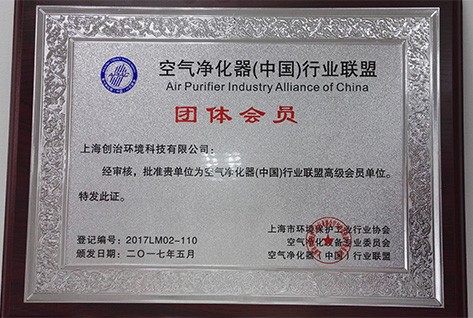 空气净化器(中国)行业联盟
Air Purifier Industry Alliance of China
团体会员
上海创治环境科技有限公司：
经审核，批准贵单位为空气净化器(中国)行业联盟高级会员单位。
特发此证。
上海市环境保护工业行业协会
登记编号：2017LM02-110
空气净化设备工业委员会
颁发日期：二〇一七年五月
空气净化器（中国）行业联盟